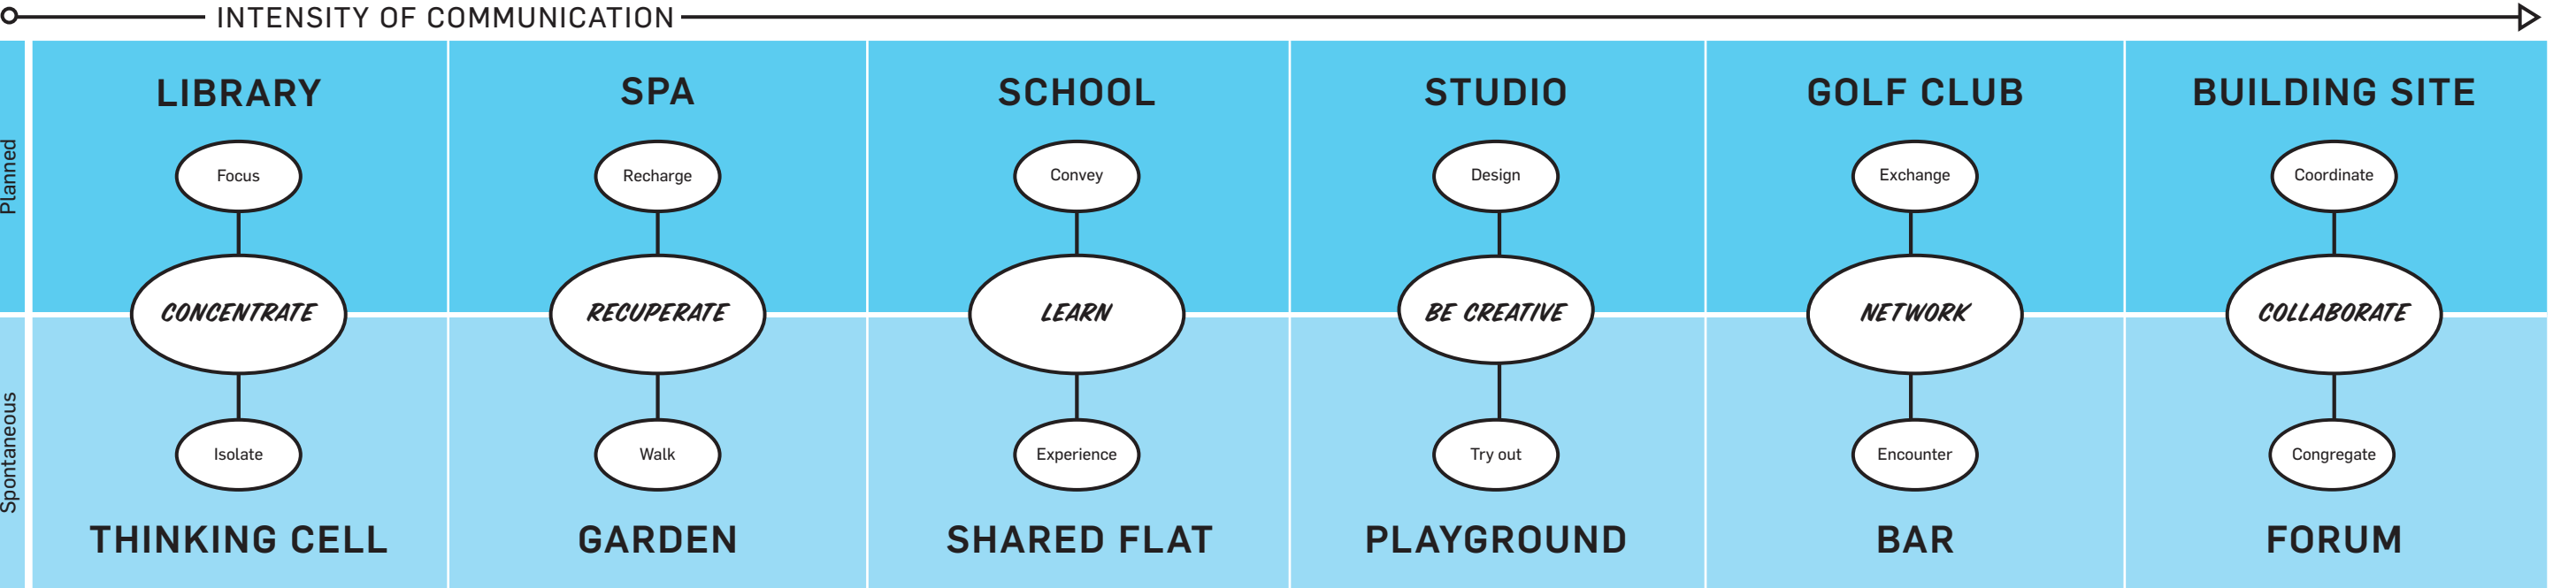 INTENSITY OF COMMUNICATION
Planned
LIBRARY
SPA
SCHOOL
STUDIO
GOLF CLUB
BUILDING SITE
Focus
Recharge
Convey
Design
Exchange
Coordinate
CONCENTRATE
RECUPERATE
LEARN
BE CREATIVE
NETWORK
COLLABORATE
Spontaneous
Isolate
Walk
Experience
Try out
Encounter
Congregate
THINKING CELL
GARDEN
SHARED FLAT
PLAYGROUND
BAR
FORUM